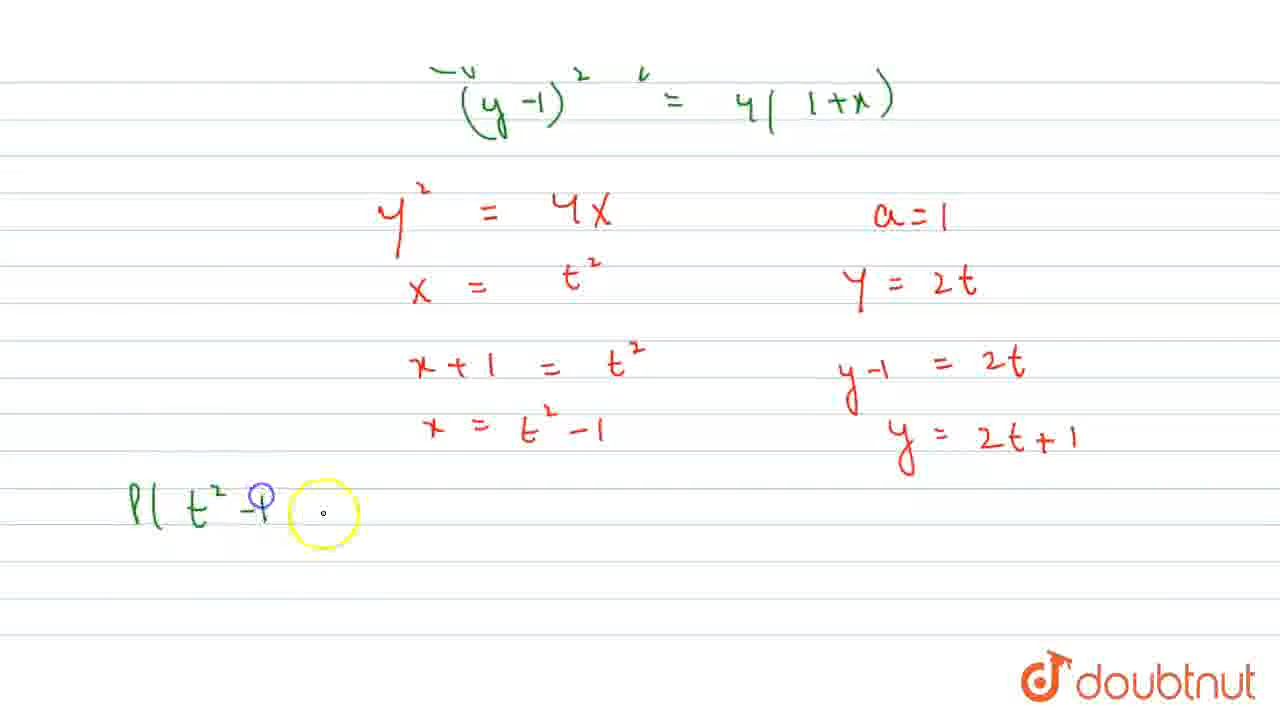 (y-1)² = 4(1+x)
Y² = 4X a=1
X = t² Y = 2t
x+1 = t² y-1 = 2t
x = t²-1 y = 2t+1
P(t²-1
doubtnut